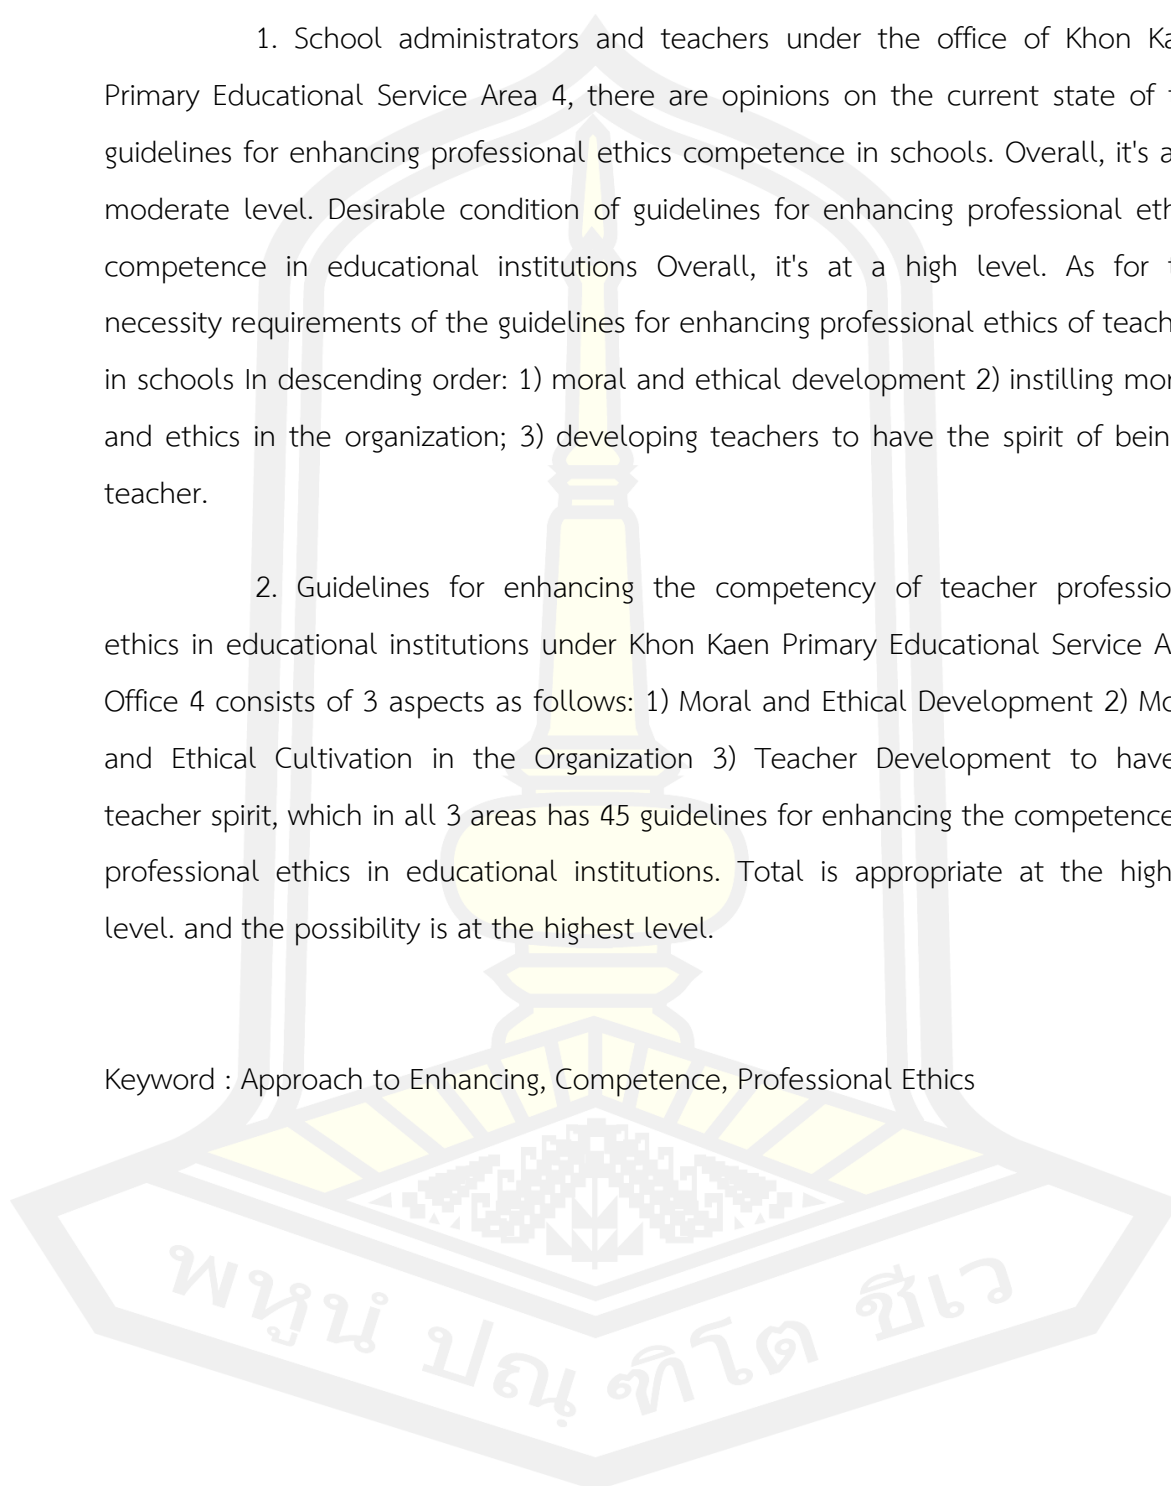 1. School administrators and teachers under the office of Khon Ka
Primary Educational Service Area 4, there are opinions on the current state of t
guidelines for enhancing professional ethics competence in schools. Overall, it's a
moderate level. Desirable condition of guidelines for enhancing professional eth
competence in educational institutions Overall, it's at a high level. As for t
necessity requirements of the guidelines for enhancing professional ethics of teach
in schools In descending order: 1) moral and ethical development 2) instilling mor
and ethics in the organization; 3) developing teachers to have the spirit of bein
teacher.
2. Guidelines for enhancing the competency of teacher professio
ethics in educational institutions under Khon Kaen Primary Educational Service A
Office 4 consists of 3 aspects as follows: 1) Moral and Ethical Development 2) Mo
and Ethical Cultivation in the Organization 3) Teacher Development to have
teacher spirit, which in all 3 areas has 45 guidelines for enhancing the competence
professional ethics in educational institutions. Total is appropriate at the high
level. and the possibility is at the highest level.
Keyword : Approach to Enhancing, Competence, Professional Ethics
พหูนํ ปณฺฑิโต ชีเว